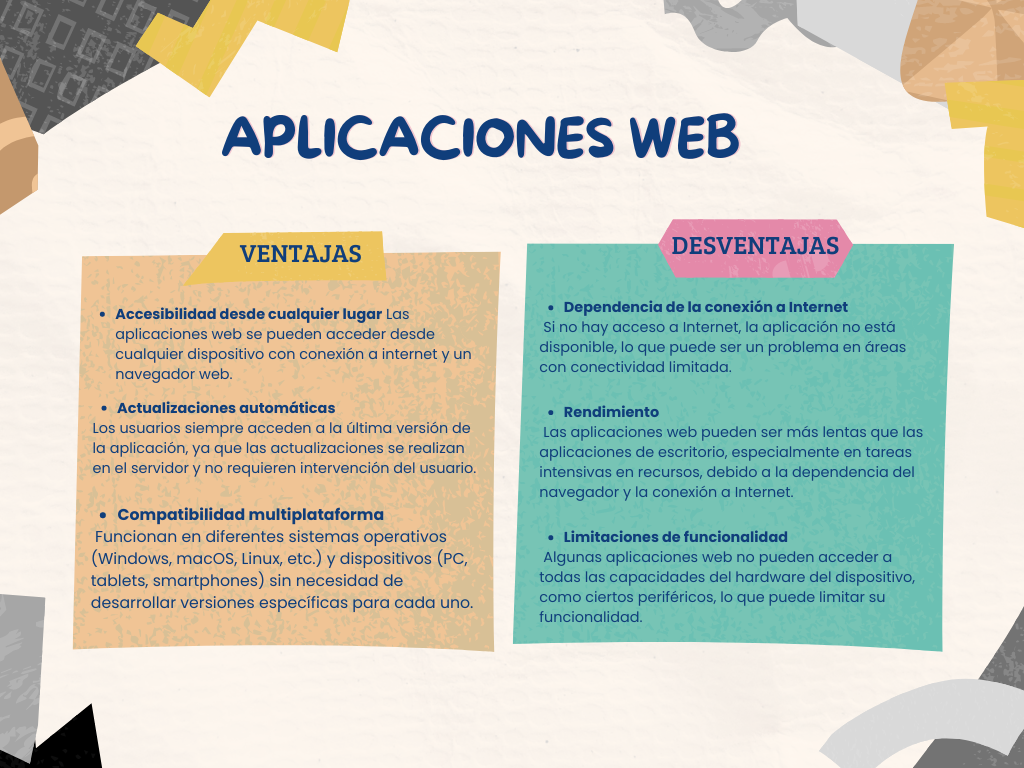 APLICACIONES WEB
VENTAJAS
• Accesibilidad desde cualquier lugar Las
aplicaciones web se pueden acceder desde
cualquier dispositivo con conexión a internet y un
navegador web.
• Actualizaciones automáticas
Los usuarios siempre acceden a la última versión de
la aplicación, ya que las actualizaciones se realizan
en el servidor y no requieren intervención del usuario.
• Compatibilidad multiplataforma
Funcionan en diferentes sistemas operativos
(Windows, macOS, Linux, etc.) y dispositivos (PC,
tablets, smartphones) sin necesidad de
desarrollar versiones específicas para cada uno.
DESVENTAJAS
• Dependencia de la conexión a Internet
Si no hay acceso a Internet, la aplicación no está
disponible, lo que puede ser un problema en áreas
con conectividad limitada.
• Rendimiento
Las aplicaciones web pueden ser más lentas que las
aplicaciones de escritorio, especialmente en tareas
intensivas en recursos, debido a la dependencia del
navegador y la conexión a Internet.
• Limitaciones de funcionalidad
Algunas aplicaciones web no pueden acceder a
todas las capacidades del hardware del dispositivo,
como ciertos periféricos, lo que puede limitar su
funcionalidad.